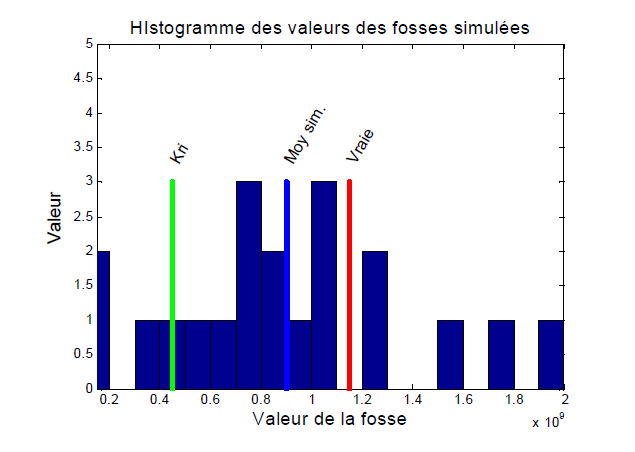 HIstogramme des valeurs des fosses simulées
5
4.5
4
3.5
3
2.5
2
1.5
1
0.5
0
Valeur
Kri
Moy sim.
Vraie
0.2 0.4 0.6 0.8 1 1.2 1.4 1.6 1.8 2
Valeur de la fosse
x 10⁹